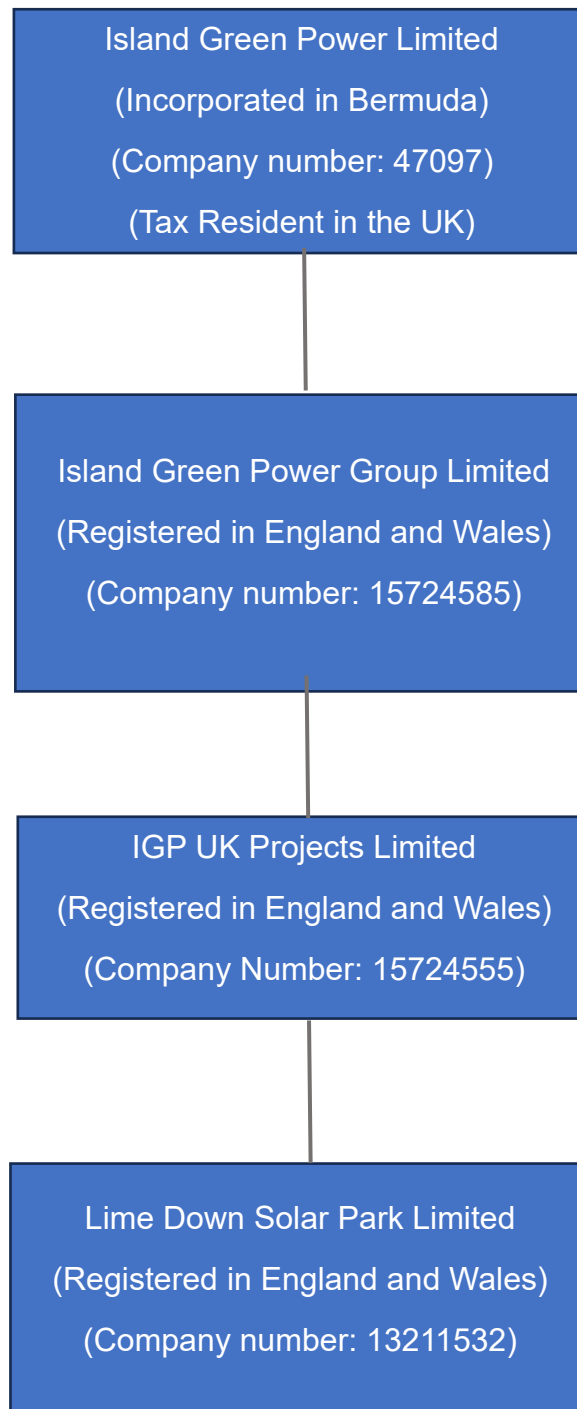 Island Green Power Limited
(Incorporated in Bermuda)
(Company number: 47097)
(Tax Resident in the UK)
Island Green Power Group Limited
(Registered in England and Wales)
(Company number: 15724585)
IGP UK Projects Limited
(Registered in England and Wales)
(Company Number: 15724555)
Lime Down Solar Park Limited
(Registered in England and Wales)
(Company number: 13211532)